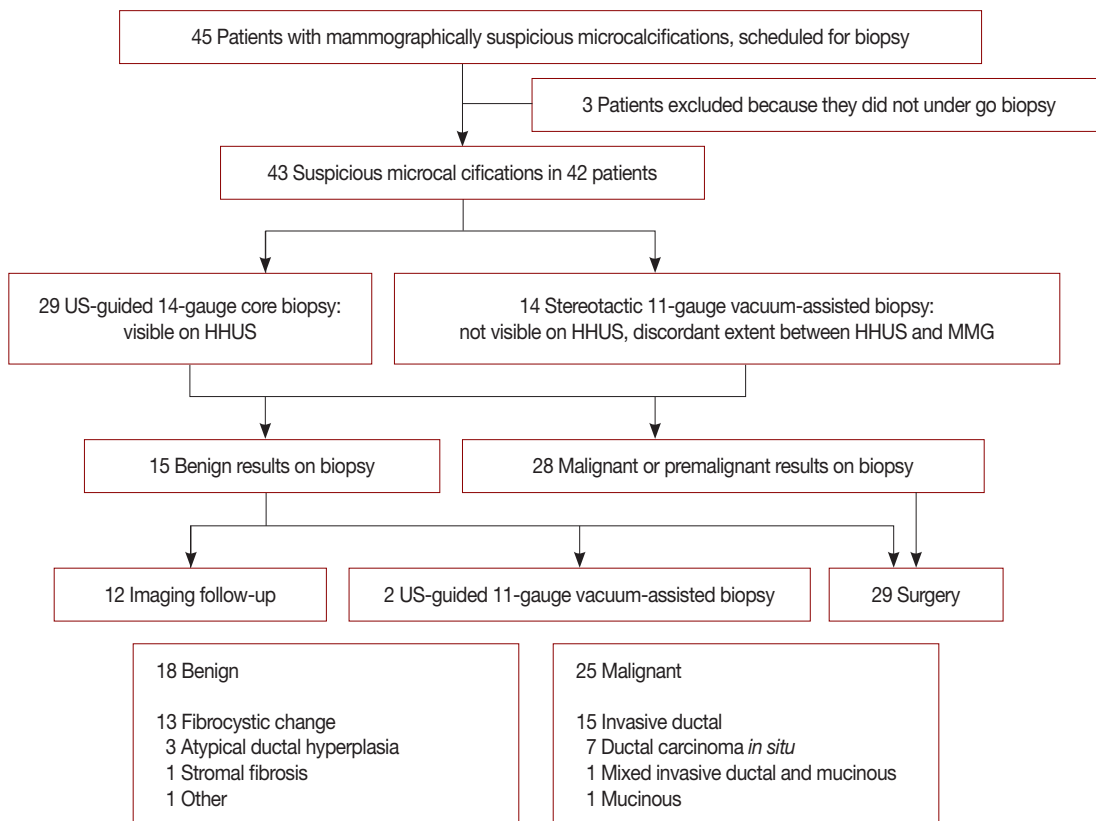 45 Patients with mammographically suspicious microcalcifications, scheduled for biopsy
3 Patients excluded because they did not under go biopsy
43 Suspicious microcal cifications in 42 patients
29 US-guided 14-gauge core biopsy:
visible on HHUS
14 Stereotactic 11-gauge vacuum-assisted biopsy:
not visible on HHUS, discordant extent between HHUS and MMG
15 Benign results on biopsy
28 Malignant or premalignant results on biopsy
12 Imaging follow-up
2 US-guided 11-gauge vacuum-assisted biopsy
29 Surgery
18 Benign
13 Fibrocystic change
3 Atypical ductal hyperplasia
1 Stromal fibrosis
1 Other
25 Malignant
15 Invasive ductal
7 Ductal carcinoma in situ
1 Mixed invasive ductal and mucinous
1 Mucinous